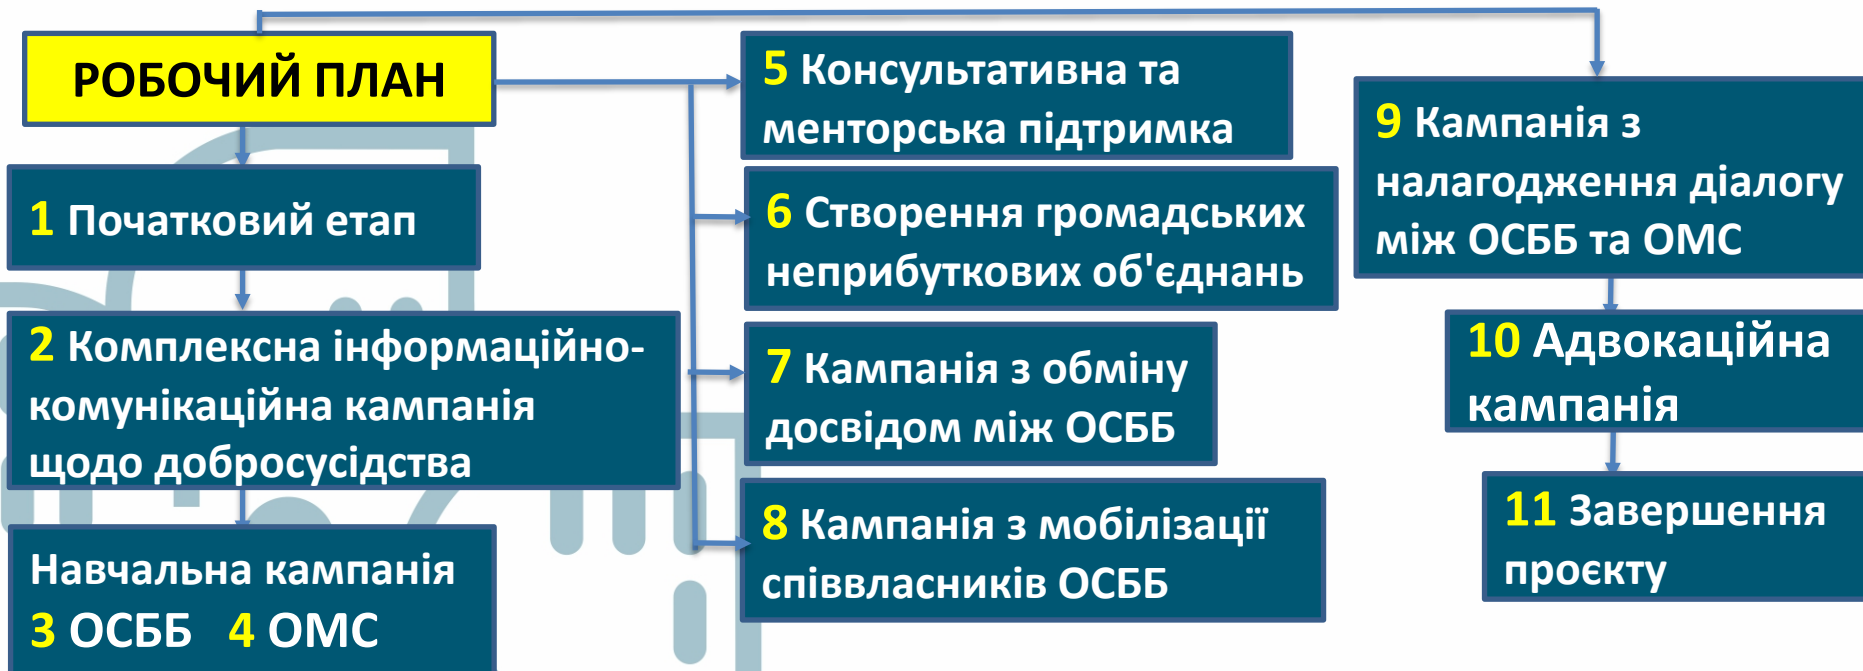 РОБОЧИЙ ПЛАН
1 Початковий етап
2 Комплексна інформаційно-
комунікаційна кампанія
щодо добросусідства
Навчальна кампанія
3 ОСББ 4 ОМС
5 Консультативна та
менторська підтримка
6 Створення громадських
неприбуткових об'єднань
7 Кампанія з обміну
досвідом між ОСББ
8 Кампанія з мобілізації
співвласників ОСББ
9 Кампанія з
налагодження діалогу
між ОСББ та ОМС
10 Адвокаційна
кампанія
11 Завершення
проєкту